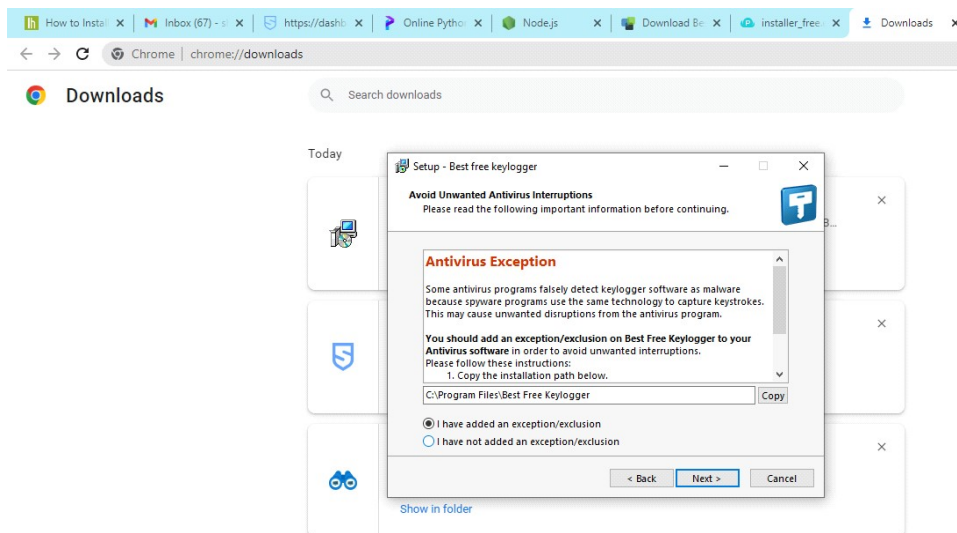 How to Install
Inbox (67) - s
https://dashb
Online Python
Node.js
Download Be
installer_free.
Downloads
Chrome | chrome://downloads
Downloads
Search downloads
Today
Setup - Best free keylogger
Avoid Unwanted Antivirus Interruptions
Please read the following important information before continuing.
B...
Antivirus Exception
Some antivirus programs falsely detect keylogger software as malware
because spyware programs use the same technology to capture keystrokes.
This may cause unwanted disruptions from the antivirus program.
You should add an exception/exclusion on Best Free Keylogger to your
Antivirus software in order to avoid unwanted interruptions.
Please follow these instructions:
1. Copy the installation path below.
C:\Program Files\Best Free Keylogger
Copy
I have added an exception/exclusion
I have not added an exception/exclusion
< Back
Next >
Cancel
Show in folder